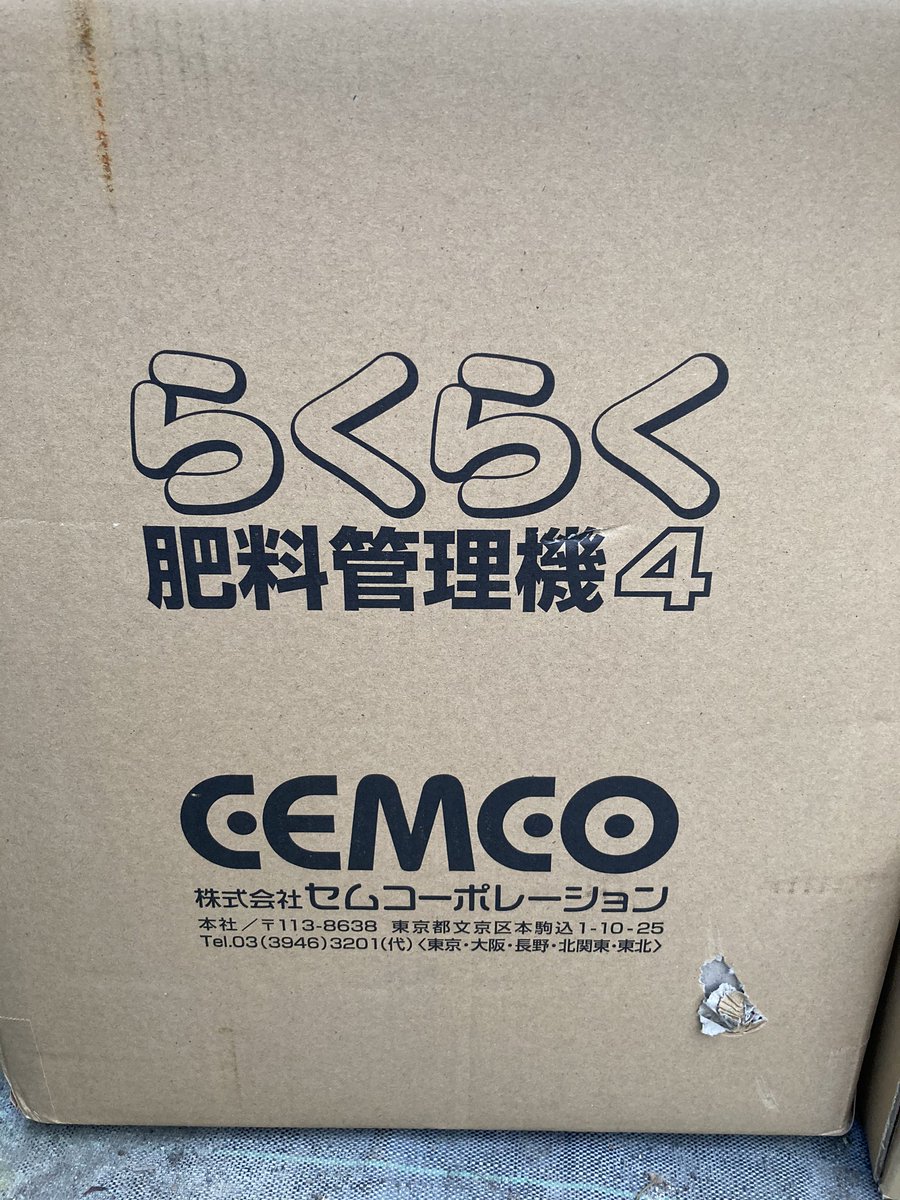 らくらく
肥料管理機4
CEMCO
株式会社セムコーポレーション
本社/〒113-8638 東京都文京区本駒込1-10-25
Tel.03(3946)3201(代)〈東京・大阪・長野・北関東・東北〉